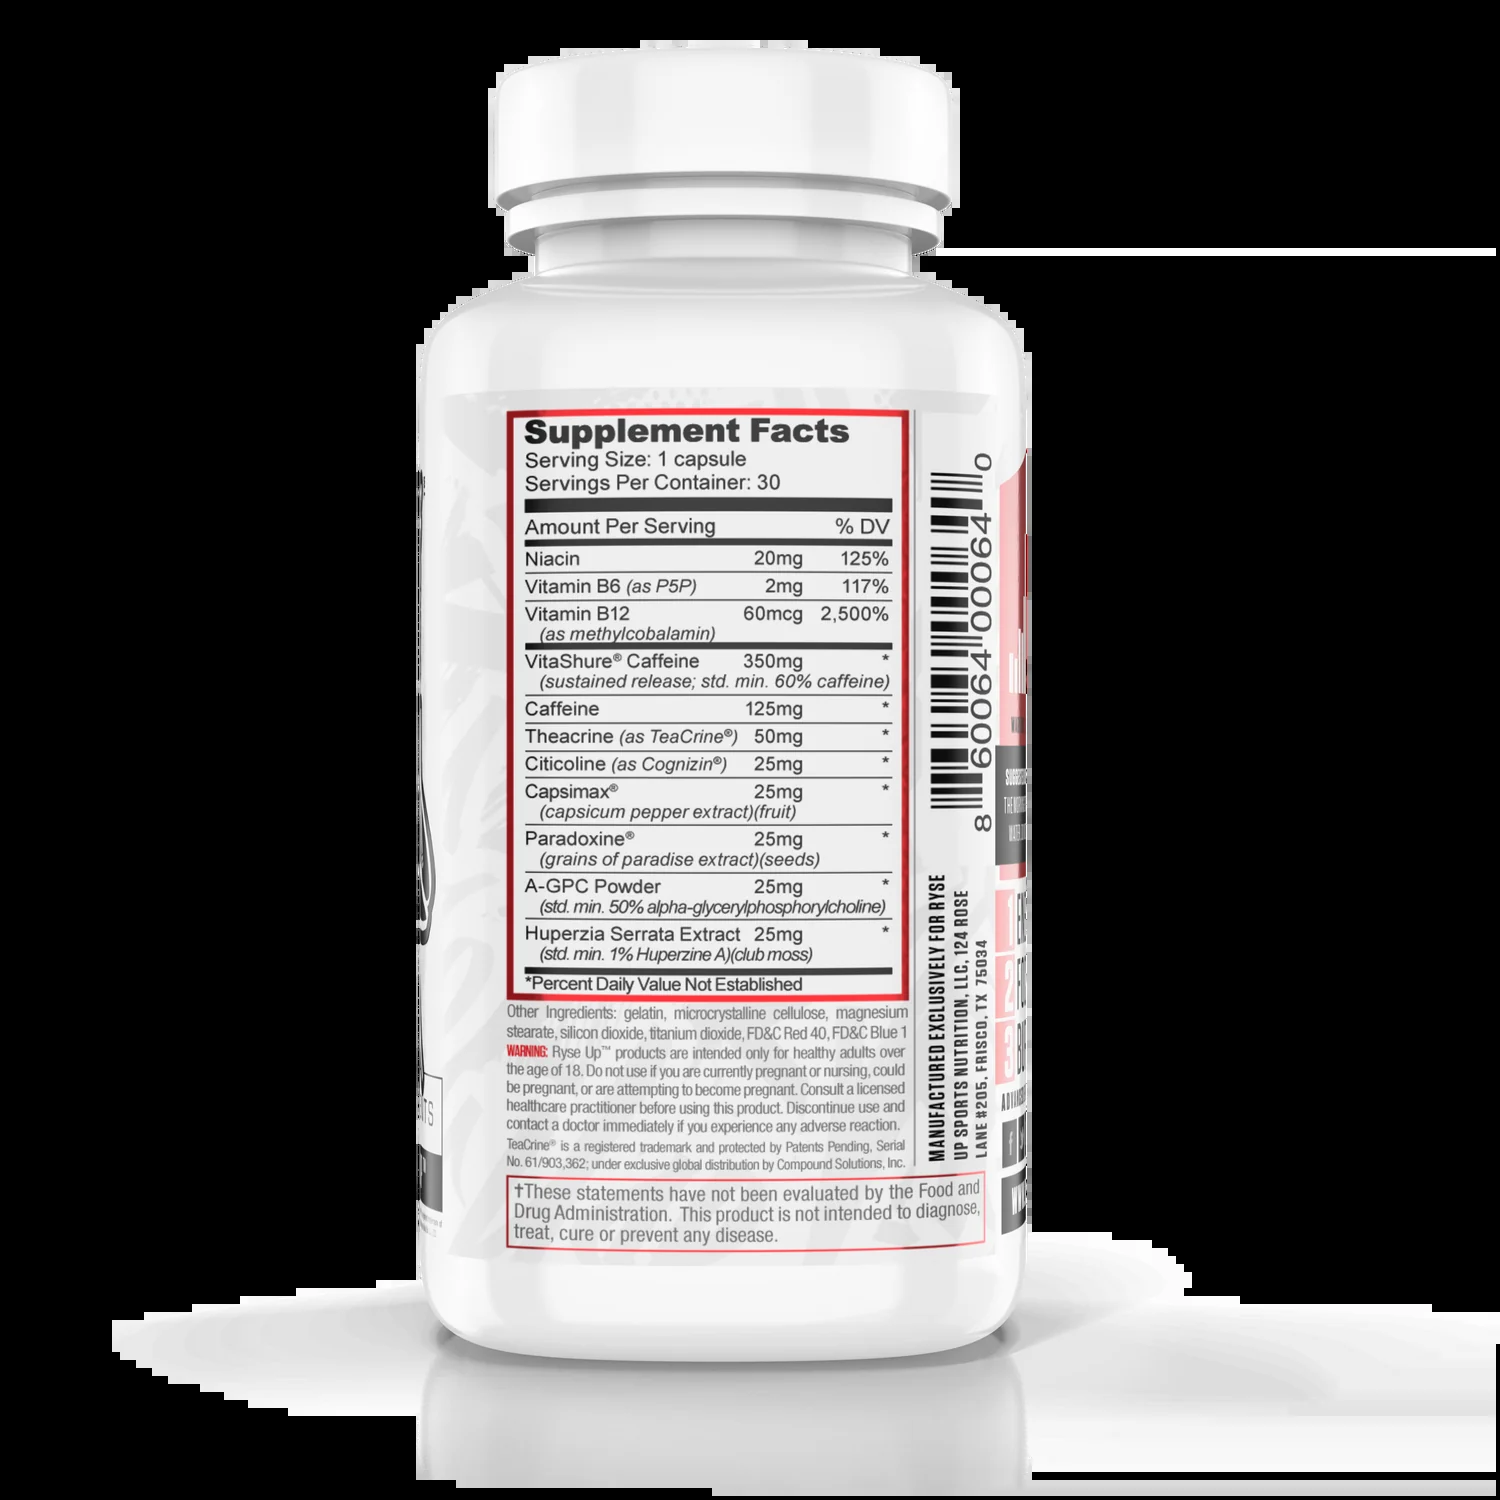 Supplement Facts
Serving Size: 1 capsule
Servings Per Container: 30
Amount Per Serving % DV
Niacin 20mg 125%
Vitamin B6 (as P5P) 2mg 117%
Vitamin B12 60mcg 2,500%
(as methylcobalamin)
VitaShure® Caffeine 350mg *
(sustained release; std. min. 60% caffeine)
Caffeine 125mg *
Theacrine (as TeaCrine®) 50mg *
Citicoline (as Cognizin®) 25mg *
Capsimax® 25mg *
(capsicum pepper extract)(fruit)
Paradoxine® 25mg *
(grains of paradise extract)(seeds)
A-GPC Powder 25mg *
(std. min. 50% alpha-glycerylphosphorylcholine)
Huperzia Serrata Extract 25mg *
(std. min. 1% Huperzine A)(club moss)
*Percent Daily Value Not Established
Other Ingredients: gelatin, microcrystalline cellulose, magnesium
stearate, silicon dioxide, titanium dioxide, FD&C Red 40, FD&C Blue 1
WARNING: Ryse Up™ products are intended only for healthy adults over
the age of 18. Do not use if you are currently pregnant or nursing, could
be pregnant, or are attempting to become pregnant. Consult a licensed
healthcare practitioner before using this product. Discontinue use and
contact a doctor immediately if you experience any adverse reaction.
TeaCrine® is a registered trademark and protected by Patents Pending, Serial
No. 61/903,362; under exclusive global distribution by Compound Solutions, Inc.
†These statements have not been evaluated by the Food and
Drug Administration. This product is not intended to diagnose,
treat, cure or prevent any disease.
8 60064 00064 0
MANUFACTURED EXCLUSIVELY FOR RYSE
UP SPORTS NUTRITION, LLC, 124 ROSE
LANE #205, FRISCO, TX 75034
1
2
3